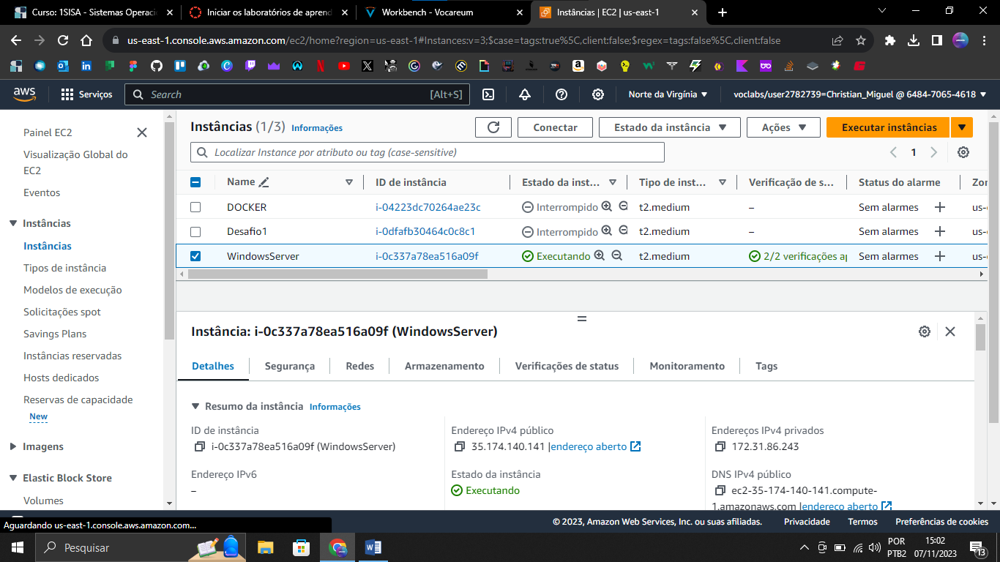 Curso: 1SISA - Sistemas Operaci
Iniciar os laboratórios de aprend
Workbench - Vocareum
Instâncias | EC2 | us-east-1
us-east-1.console.aws.amazon.com/ec2/home?region=us-east-1#Instances:v=3;$case=tags:true%5C,client:false;$regex=tags:false%5C,client:false
aws
Serviços
Search
[Alt+S]
Norte da Virgínia
voclabs/user2782739=Christian_Miguel @ 6484-7065-4618
Painel EC2
Visualização Global do
EC2
Eventos
Instâncias
Instâncias
Tipos de instância
Modelos de execução
Solicitações spot
Savings Plans
Instâncias reservadas
Hosts dedicados
Reservas de capacidade
New
Imagens
Elastic Block Store
Volumes
Instâncias (1/3) Informações
Conectar
Estado da instância
Ações
Executar instâncias
Localizar Instance por atributo ou tag (case-sensitive)
1
Name ID de instância Estado da inst... Tipo de inst... Verificação de s... Status do alarme Zor
DOCKER i-04223dc70264ae23c Interrompido t2.medium – Sem alarmes us-
Desafio1 i-0dfafb30464c0c8c1 Interrompido t2.medium – Sem alarmes us-
WindowsServer i-0c337a78ea516a09f Executando t2.medium 2/2 verificações ap Sem alarmes us-
Instância: i-0c337a78ea516a09f (WindowsServer)
Detalhes Segurança Redes Armazenamento Verificações de status Monitoramento Tags
Resumo da instância Informações
ID de instância
i-0c337a78ea516a09f (WindowsServer)
Endereço IPv4 público
35.174.140.141 |endereço aberto
Endereços IPv4 privados
172.31.86.243
Endereço IPv6
–
Estado da instância
Executando
DNS IPv4 público
ec2-35-174-140-141.compute-
1.amazonaws.com |endereço aberto
Aguardando us-east-1.console.aws.amazon.com...
© 2023, Amazon Web Services, Inc. ou suas afiliadas.
Privacidade
Termos
Preferências de cookies
Pesquisar
POR
PTB2
15:02
07/11/2023
13